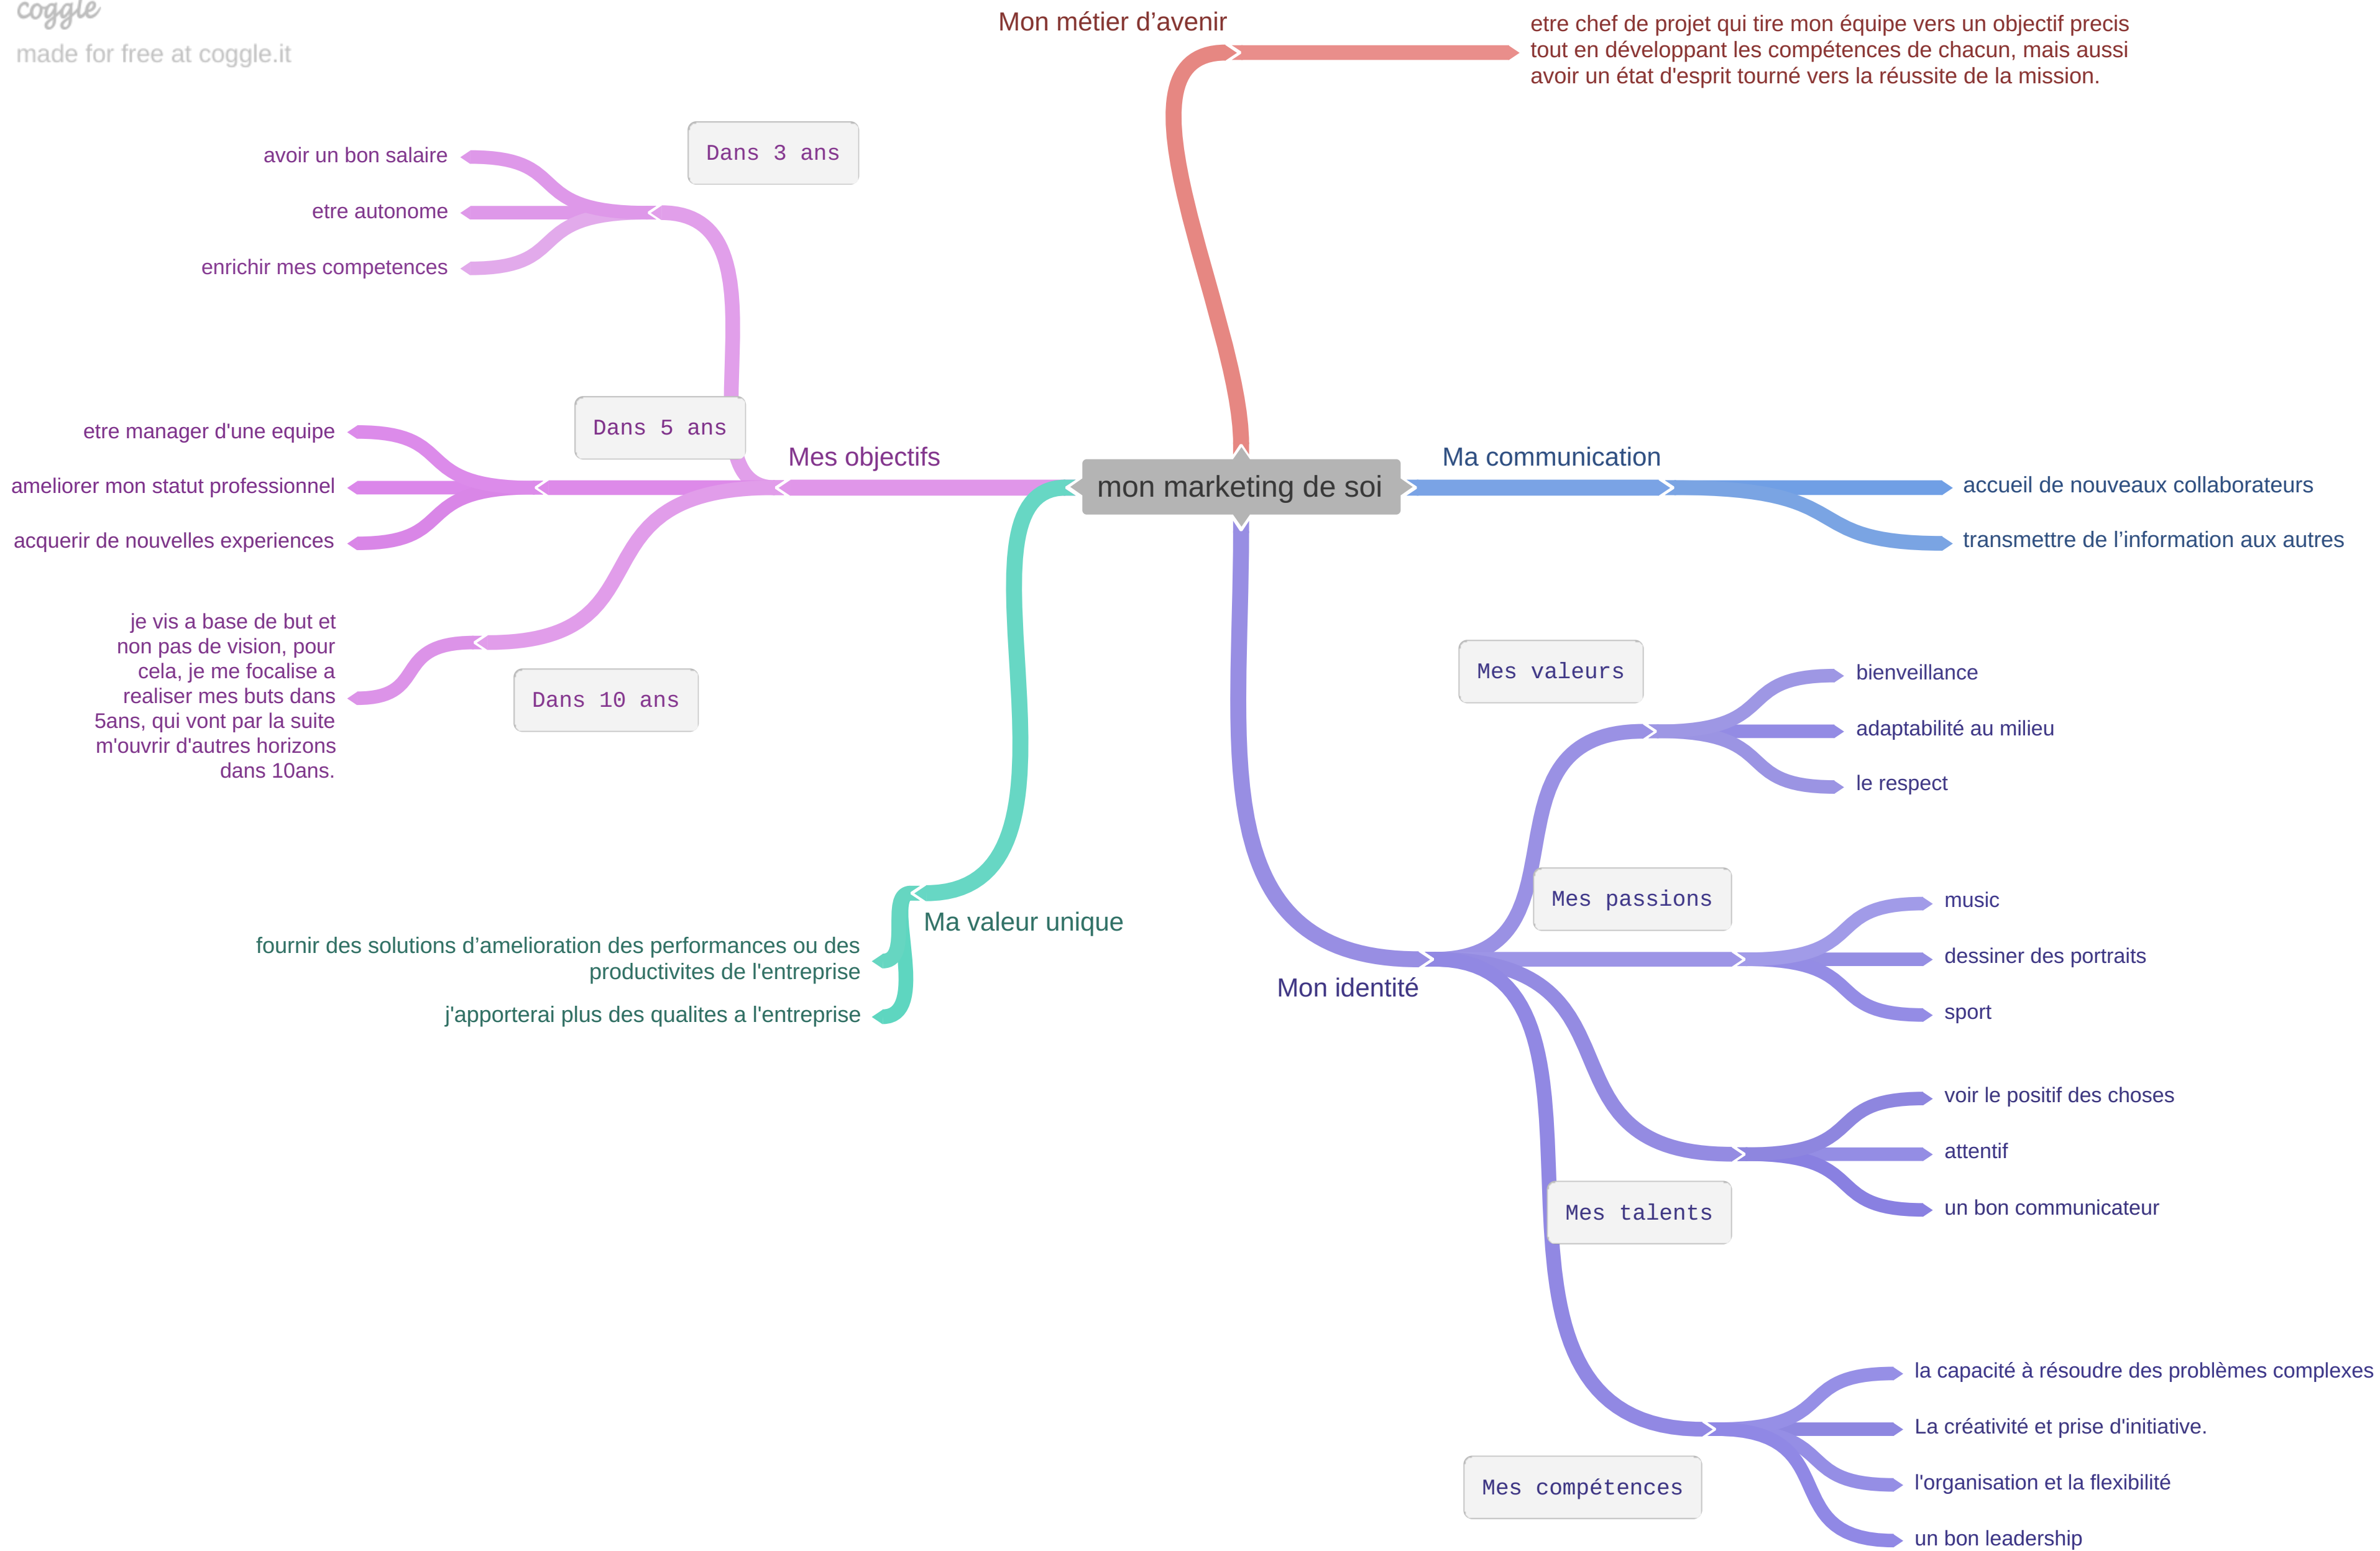 coggle
made for free at coggle.it
Mon métier d’avenir
etre chef de projet qui tire mon équipe vers un objectif precis
tout en développant les compétences de chacun, mais aussi
avoir un état d'esprit tourné vers la réussite de la mission.
Dans 3 ans
avoir un bon salaire
etre autonome
enrichir mes competences
Dans 5 ans
etre manager d'une equipe
ameliorer mon statut professionnel
acquerir de nouvelles experiences
Mes objectifs
mon marketing de soi
Ma communication
accueil de nouveaux collaborateurs
transmettre de l’information aux autres
je vis a base de but et
non pas de vision, pour
cela, je me focalise a
realiser mes buts dans
5ans, qui vont par la suite
m'ouvrir d'autres horizons
dans 10ans.
Dans 10 ans
Mes valeurs
bienveillance
adaptabilité au milieu
le respect
Ma valeur unique
fournir des solutions d’amelioration des performances ou des
productivites de l'entreprise
j'apporterai plus des qualites a l'entreprise
Mon identité
Mes passions
music
dessiner des portraits
sport
voir le positif des choses
attentif
un bon communicateur
Mes talents
la capacité à résoudre des problèmes complexes
La créativité et prise d'initiative.
l'organisation et la flexibilité
un bon leadership
Mes compétences